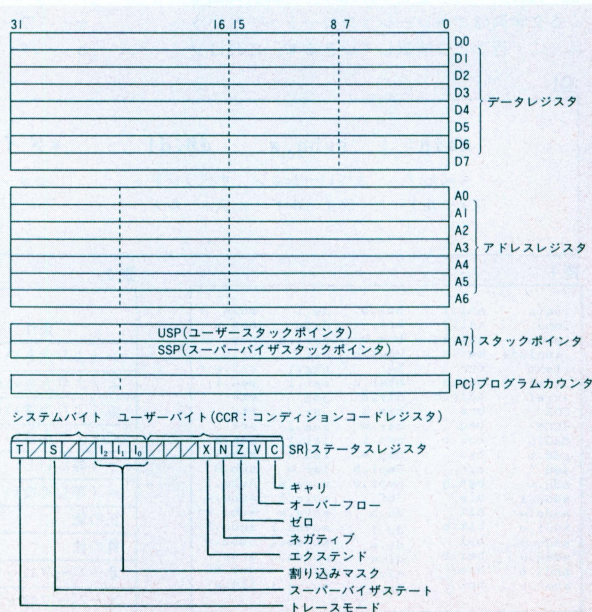 31 16 15 8 7 0
D0
D1
D2
D3
D4
D5
D6
D7
データレジスタ
A0
A1
A2
A3
A4
A5
A6
アドレスレジスタ
USP(ユーザースタックポインタ)
SSP(スーパーバイザスタックポインタ)
A7}スタックポインタ
PC}プログラムカウンタ
システムバイト ユーザーバイト(CCR:コンディションコードレジスタ)
T S I₂ I₁ I₀ X N Z V C SR}ステータスレジスタ
キャリ
オーバーフロー
ゼロ
ネガティブ
エクステンド
割り込みマスク
スーパーバイザステート
トレースモード